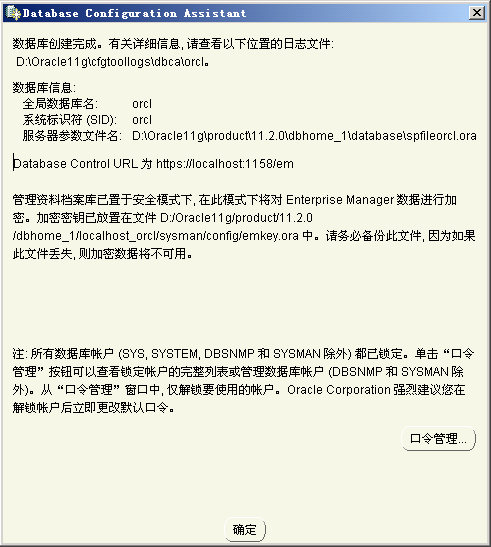 Database Configuration Assistant
数据库创建完成。有关详细信息, 请查看以下位置的日志文件:
D:\Oracle11g\cfgtoollogs\dbca\orcl。
数据库信息:
全局数据库名: orcl
系统标识符 (SID): orcl
服务器参数文件名: D:\Oracle11g\product\11.2.0\dbhome_1\database\spfileorcl.ora
Database Control URL 为 https://localhost:1158/em
管理资料档案库已置于安全模式下, 在此模式下将对 Enterprise Manager 数据进行加
密。加密密钥已放置在文件 D:/Oracle11g/product/11.2.0
/dbhome_1/localhost_orcl/sysman/config/emkey.ora 中。请务必备份此文件, 因为如果
此文件丢失, 则加密数据将不可用。
注: 所有数据库帐户 (SYS, SYSTEM, DBSNMP 和 SYSMAN 除外) 都已锁定。单击“口令
管理”按钮可以查看锁定帐户的完整列表或管理数据库帐户 (DBSNMP 和 SYSMAN 除
外)。从“口令管理”窗口中, 仅解锁要使用的帐户。Oracle Corporation 强烈建议您在
解锁帐户后立即更改默认口令。
口令管理...
确定